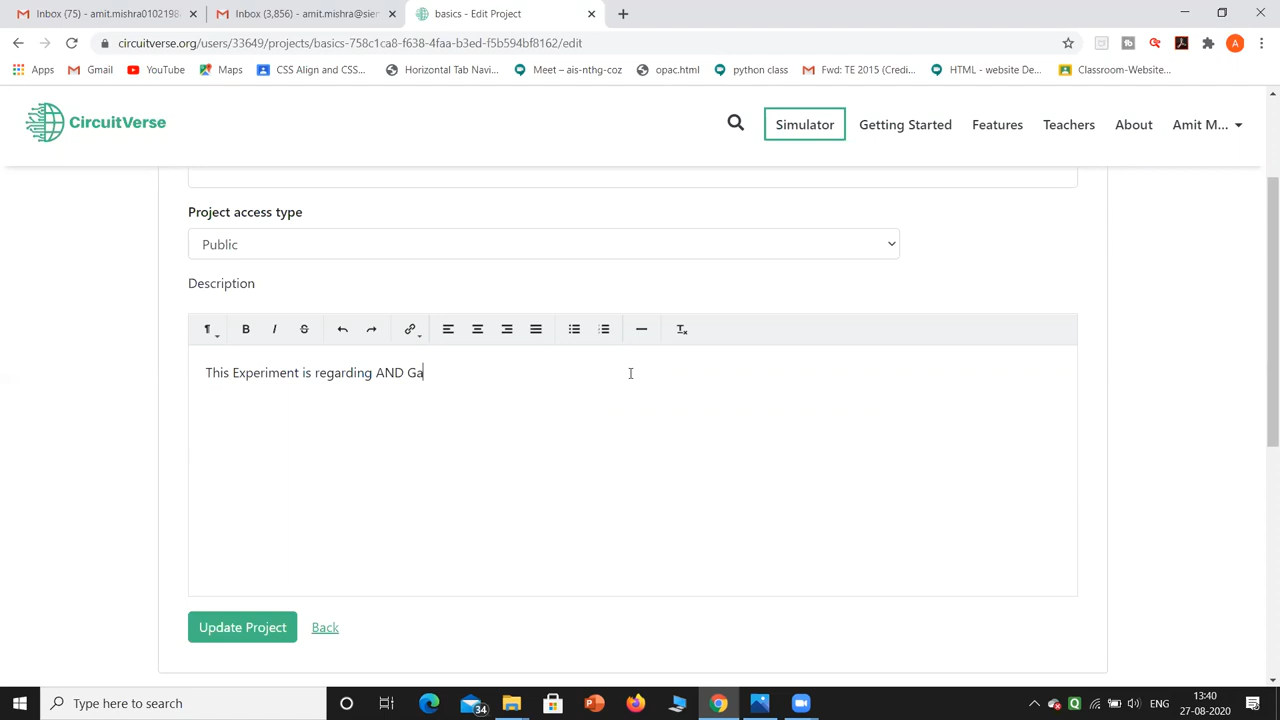 Inbox (75) - amit.mishra0102198
Inbox (3,856) - amit.mishra@sie
basics - Edit Project
circuitverse.org/users/33649/projects/basics-758c1ca8-f638-4faa-b3ed-f5b594bf8162/edit
A
Apps
Gmail
YouTube
Maps
CSS Align and CSS...
Horizontal Tab Navi...
Meet – ais-nthg-coz
opac.html
python class
Fwd: TE 2015 (Credi...
HTML - website De...
Classroom-Website...
CircuitVerse
Simulator
Getting Started
Features
Teachers
About
Amit M...
Project access type
Public
Description
This Experiment is regarding AND Ga
Update Project
Back
Type here to search
34
ENG
13:40
27-08-2020